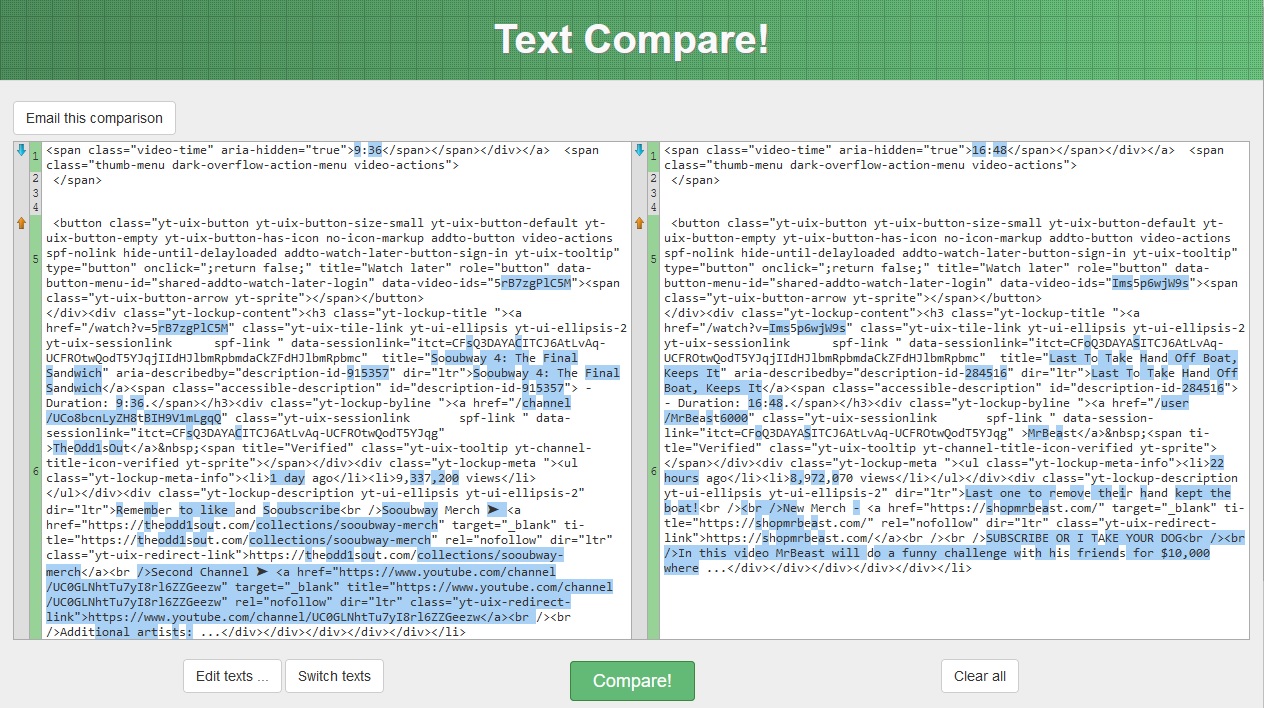 Text Compare!
Email this comparison
1
<span class="video-time" aria-hidden="true">9:36</span></span></div></a>  <span
class="thumb-menu dark-overflow-action-menu video-actions">
2
 </span>
3
4
5
 <button class="yt-uix-button yt-uix-button-size-small yt-uix-button-default yt-
uix-button-empty yt-uix-button-has-icon no-icon-markup addto-button video-actions
spf-nolink hide-until-delayloaded addto-watch-later-button-sign-in yt-uix-tooltip"
type="button" onclick=";return false;" title="Watch later" role="button" data-
button-menu-id="shared-addto-watch-later-login" data-video-ids="5rB7zgPlC5M"><span
class="yt-uix-button-arrow yt-sprite"></span></button>
6
</div><div class="yt-lockup-content"><h3 class="yt-lockup-title "><a
href="/watch?v=5rB7zgPlC5M" class="yt-uix-tile-link yt-ui-ellipsis yt-ui-ellipsis-2
yt-uix-sessionlink      spf-link " data-sessionlink="itct=CFsQ3DAYACITCJ6AtLvAq-
UCFROtwQodT5YJqjIIdHJlbmRpbmdaCkZFdHJlbmRpbmc"  title="Sooubway 4: The Final
Sandwich" aria-describedby="description-id-915357" dir="ltr">Sooubway 4: The Final
Sandwich</a><span class="accessible-description" id="description-id-915357"> -
Duration: 9:36.</span></h3><div class="yt-lockup-byline "><a href="/channel
/UCo8bcnLyZH8tBIH9V1mLgqQ" class="yt-uix-sessionlink       spf-link " data-
sessionlink="itct=CFsQ3DAYACITCJ6AtLvAq-UCFROtwQodT5YJqg"
>TheOdd1sOut</a>&nbsp;<span title="Verified" class="yt-uix-tooltip yt-channel-
title-icon-verified yt-sprite"></span></div><div class="yt-lockup-meta "><ul
class="yt-lockup-meta-info"><li>1 day ago</li><li>9,337,200 views</li>
</ul></div><div class="yt-lockup-description yt-ui-ellipsis yt-ui-ellipsis-2"
dir="ltr">Remember to like and Sooubscribe<br />Sooubway Merch ➤ <a
href="https://theodd1sout.com/collections/sooubway-merch" target="_blank" ti-
tle="https://theodd1sout.com/collections/sooubway-merch" rel="nofollow" dir="ltr"
class="yt-uix-redirect-link">https://theodd1sout.com/collections/sooubway-
merch</a><br />Second Channel ➤ <a href="https://www.youtube.com/channel
/UC0GLNhtTu7yI8rl6ZZGeezw" target="_blank" title="https://www.youtube.com/channel
/UC0GLNhtTu7yI8rl6ZZGeezw" rel="nofollow" dir="ltr" class="yt-uix-redirect-
link">https://www.youtube.com/channel/UC0GLNhtTu7yI8rl6ZZGeezw</a><br /><br
/>Additional artists: ...</div></div></div></div></div></li>
1
<span class="video-time" aria-hidden="true">16:48</span></span></div></a>  <span
class="thumb-menu dark-overflow-action-menu video-actions">
2
 </span>
3
4
5
 <button class="yt-uix-button yt-uix-button-size-small yt-uix-button-default yt-
uix-button-empty yt-uix-button-has-icon no-icon-markup addto-button video-actions
spf-nolink hide-until-delayloaded addto-watch-later-button-sign-in yt-uix-tooltip"
type="button" onclick=";return false;" title="Watch later" role="button" data-
button-menu-id="shared-addto-watch-later-login" data-video-ids="Ims5p6wjW9s"><span
class="yt-uix-button-arrow yt-sprite"></span></button>
6
</div><div class="yt-lockup-content"><h3 class="yt-lockup-title "><a
href="/watch?v=Ims5p6wjW9s" class="yt-uix-tile-link yt-ui-ellipsis yt-ui-ellipsis-2
yt-uix-sessionlink      spf-link " data-sessionlink="itct=CFoQ3DAYASITCJ6AtLvAq-
UCFROtwQodT5YJqjIIdHJlbmRpbmdaCkZFdHJlbmRpbmc"  title="Last To Take Hand Off Boat,
Keeps It" aria-describedby="description-id-284516" dir="ltr">Last To Take Hand Off
Boat, Keeps It</a><span class="accessible-description" id="description-id-284516">
- Duration: 16:48.</span></h3><div class="yt-lockup-byline "><a href="/user
/MrBeast6000" class="yt-uix-sessionlink       spf-link " data-session-
link="itct=CFoQ3DAYASITCJ6AtLvAq-UCFROtwQodT5YJqg" >MrBeast</a>&nbsp;<span ti-
tle="Verified" class="yt-uix-tooltip yt-channel-title-icon-verified yt-sprite">
</span></div><div class="yt-lockup-meta "><ul class="yt-lockup-meta-info"><li>22
hours ago</li><li>8,972,070 views</li></ul></div><div class="yt-lockup-description
yt-ui-ellipsis yt-ui-ellipsis-2" dir="ltr">Last one to remove their hand kept the
boat!<br /><br />New Merch - <a href="https://shopmrbeast.com/" target="_blank" ti-
tle="https://shopmrbeast.com/" rel="nofollow" dir="ltr" class="yt-uix-redirect-
link">https://shopmrbeast.com/</a><br /><br />SUBSCRIBE OR I TAKE YOUR DOG<br /><br
/>In this video MrBeast will do a funny challenge with his friends for $10,000
where ...</div></div></div></div></div></li>
Edit texts ...
Switch texts
Compare!
Clear all